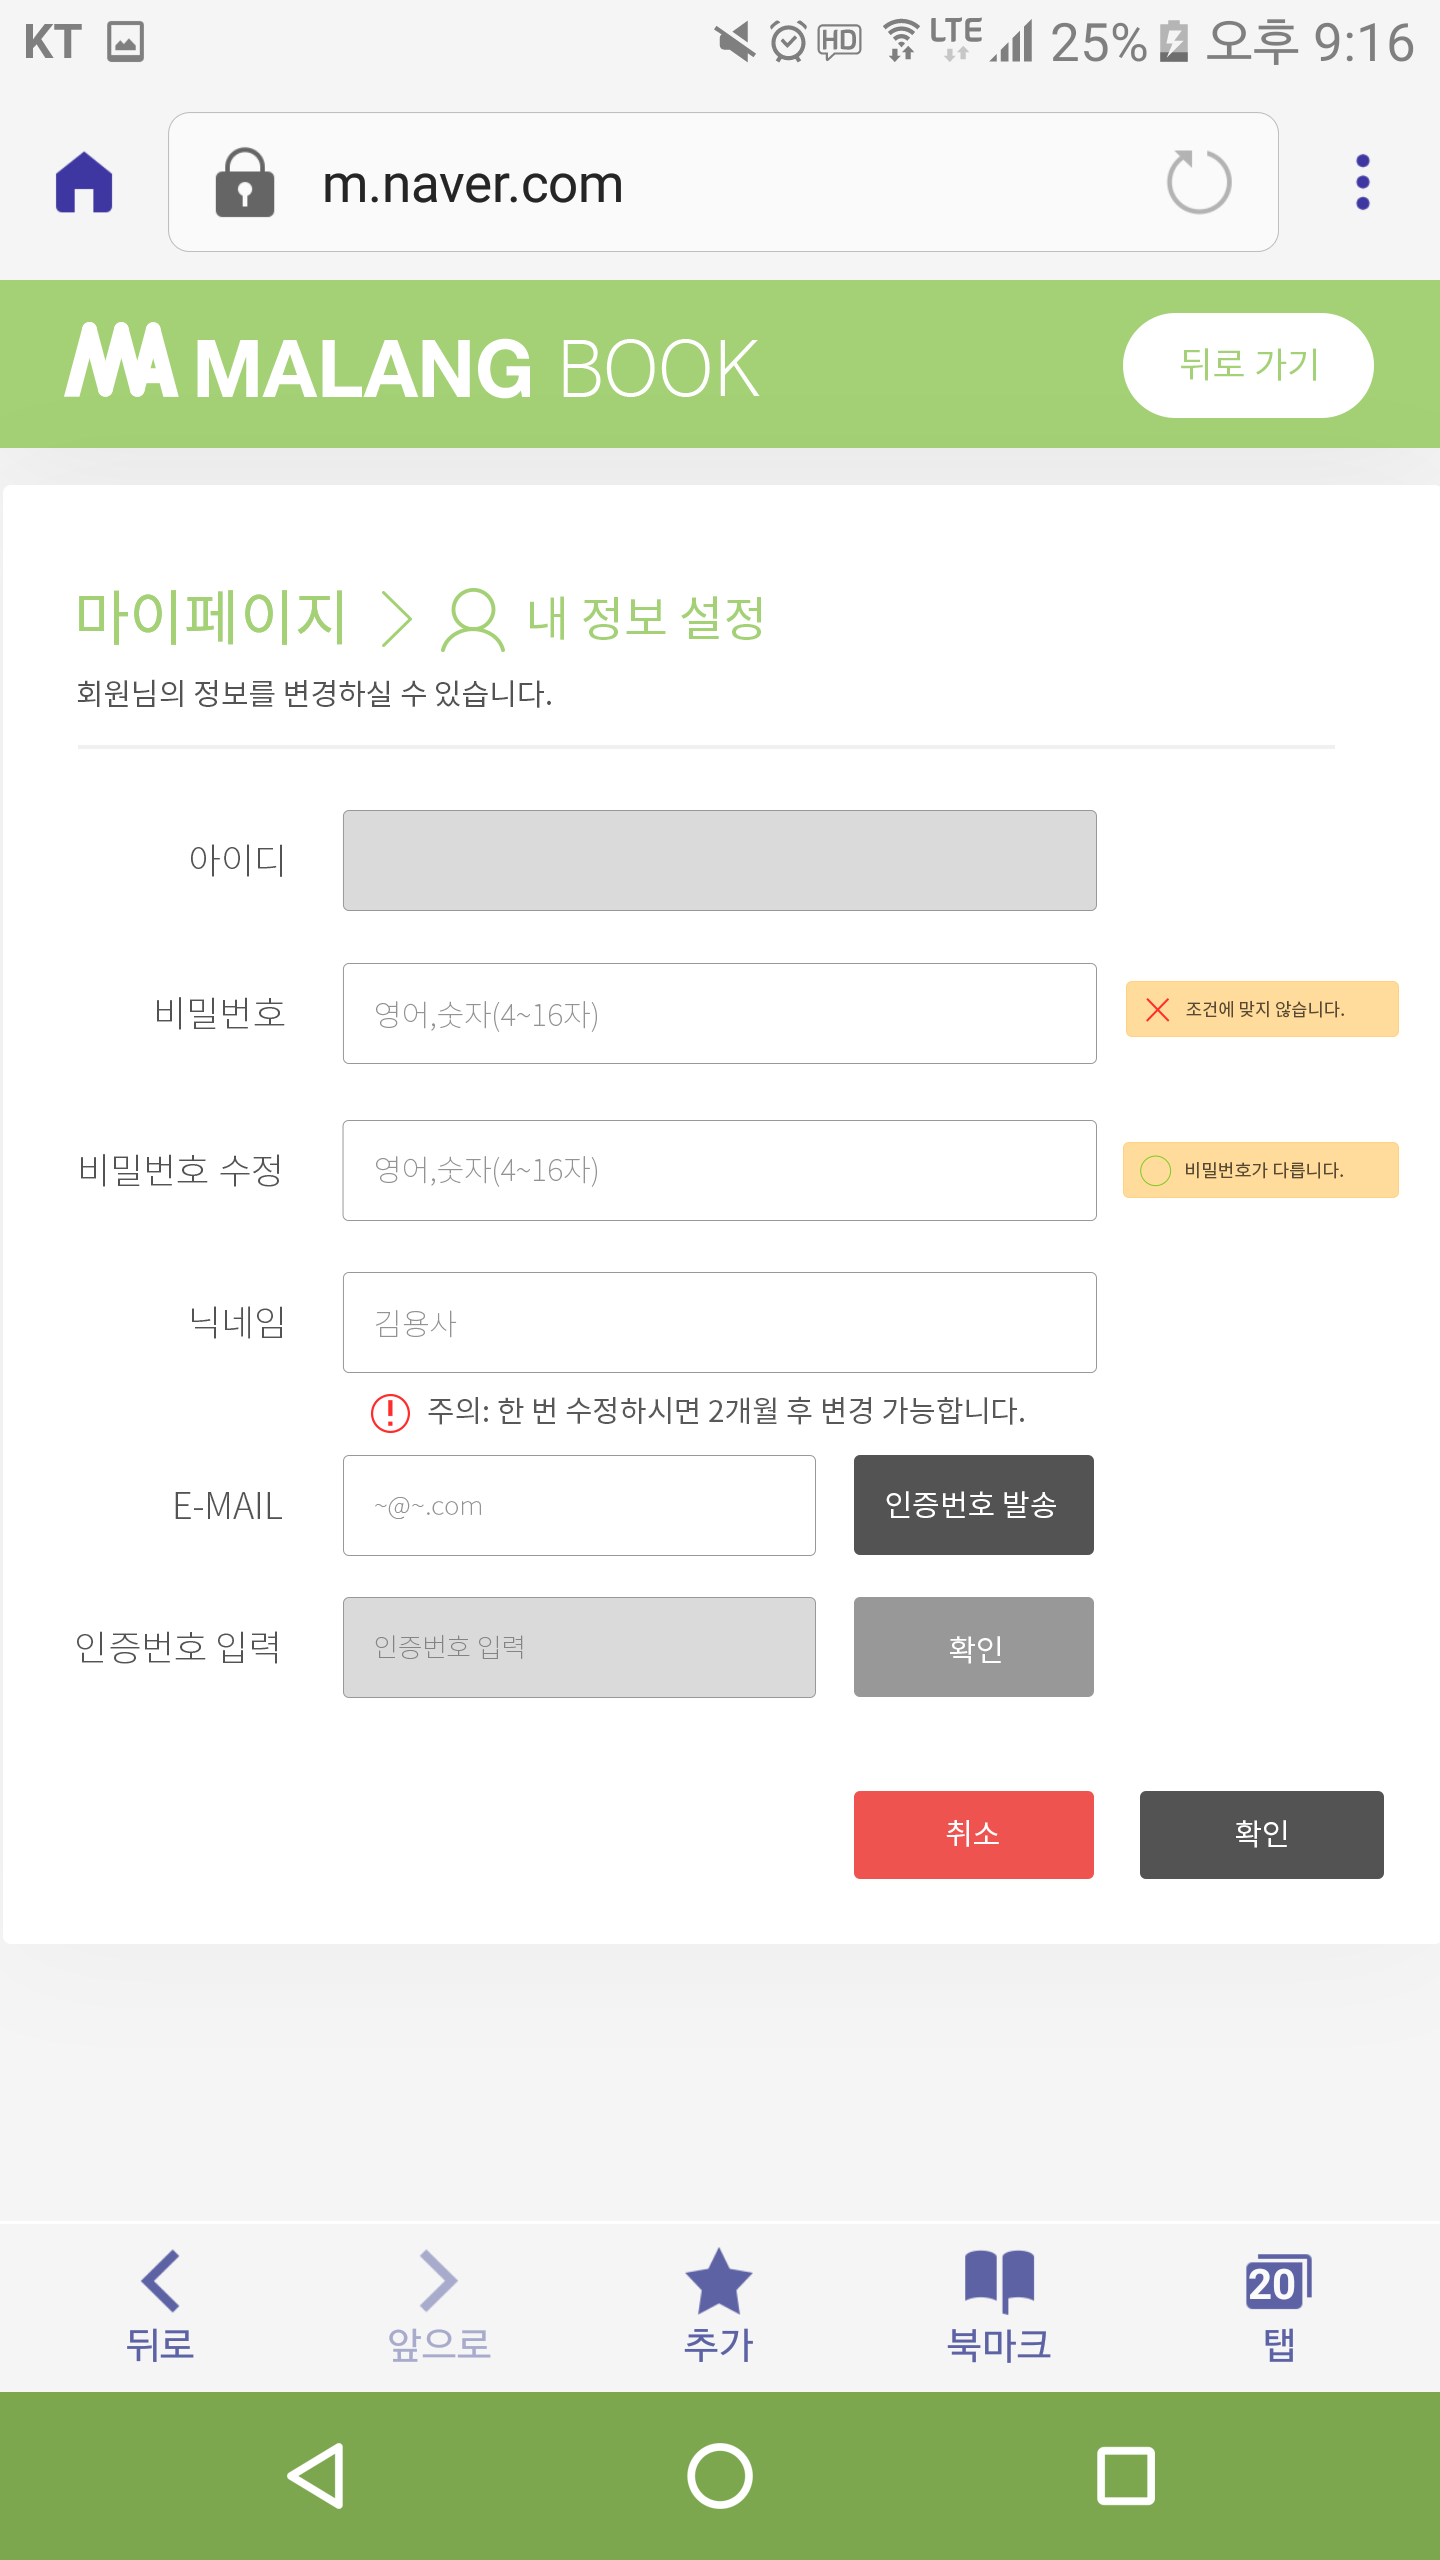 KT HD LTE 25% 오후 9:16
m.naver.com
MALANG BOOK 뒤로 가기
마이페이지 내 정보 설정
회원님의 정보를 변경하실 수 있습니다.
아이디
비밀번호 영어,숫자(4~16자) 조건에 맞지 않습니다.
비밀번호 수정 영어,숫자(4~16자) 비밀번호가 다릅니다.
닉네임 김용사
주의: 한 번 수정하시면 2개월 후 변경 가능합니다.
E-MAIL ~@~.com 인증번호 발송
인증번호 입력 인증번호 입력 확인
취소 확인
20
뒤로 앞으로 추가 북마크 탭